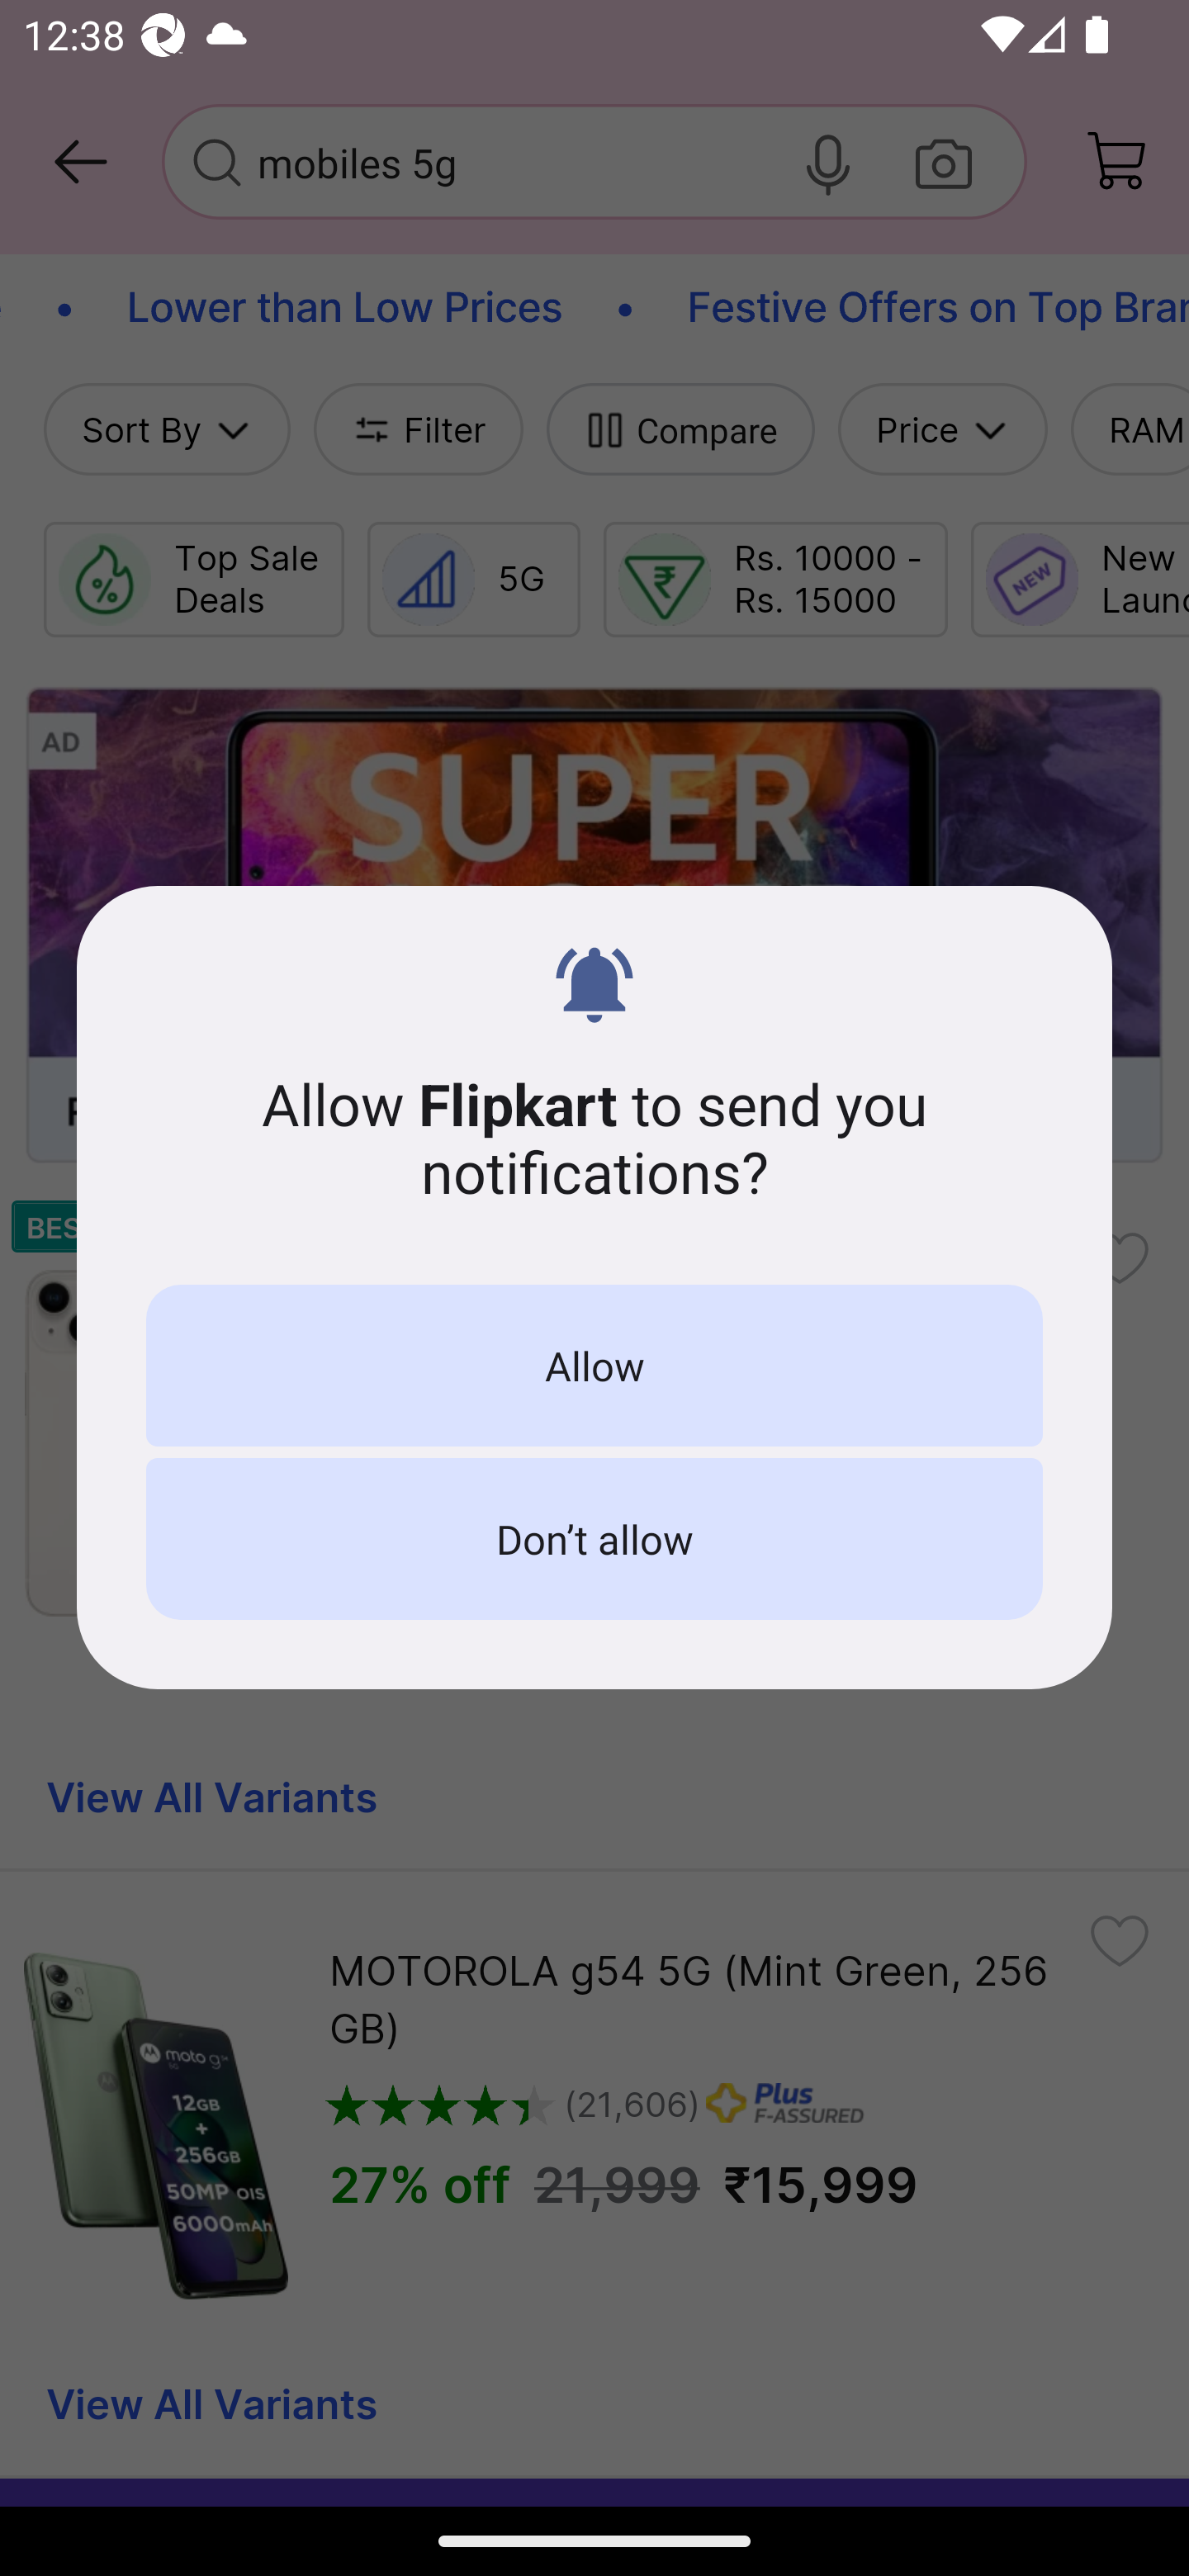 12:38
mobiles 5g
Lower than Low Prices • Festive Offers on Top Bran
Sort By
Filter
Compare
Price
RAM
Top Sale
Deals
5G
Rs. 10000 -
Rs. 15000
NEW
New
Launc
AD
SUPER
Allow Flipkart to send you
notifications?
BES
Allow
Don’t allow
View All Variants
MOTOROLA g54 5G (Mint Green, 256
GB)
(21,606) Plus
F-ASSURED
27% off 21,999 ₹15,999
moto g54
5G
12GB
+
256GB
50MP OIS
6000mAh
View All Variants